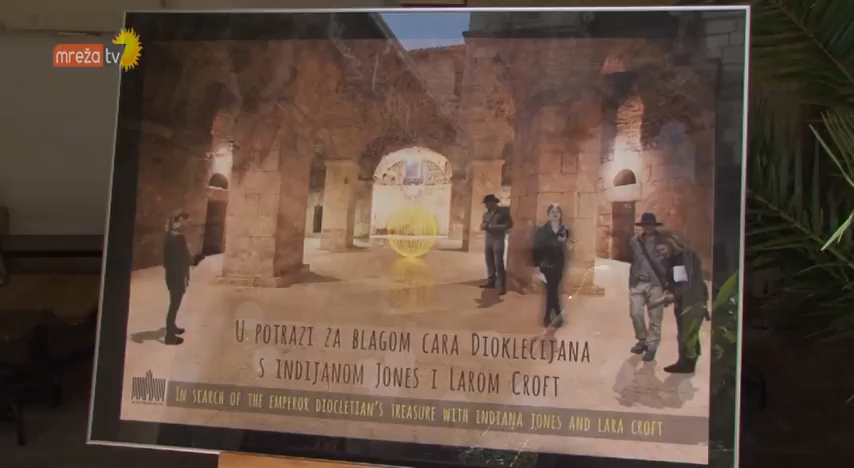 mreža tv
U POTRAZI ZA BLAGOM CARA DIOKLECIJANA
S INDIJANOM JONES I LAROM CROFT
IN SEARCH OF THE EMPEROR DIOCLETIAN'S TREASURE WITH INDIANA JONES AND LARA CROFT